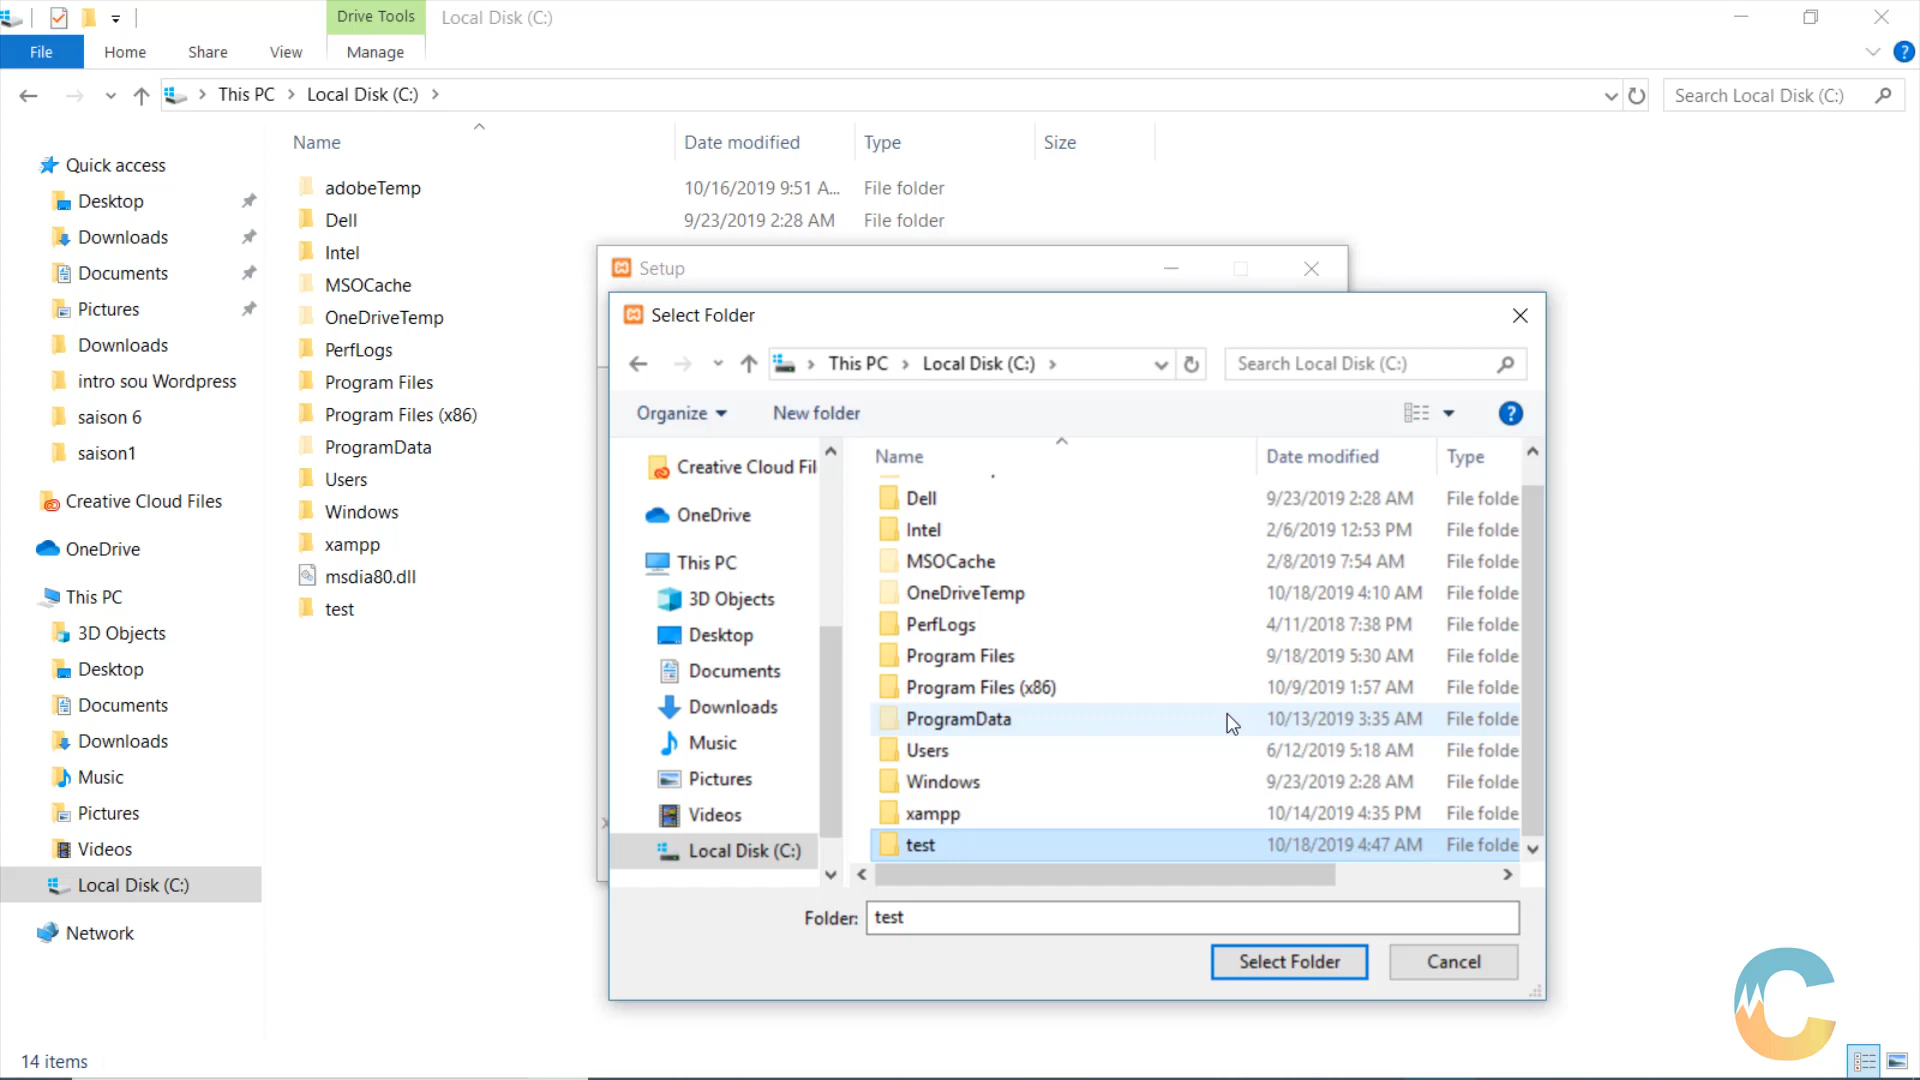 Drive Tools
Local Disk (C:)
File
Home
Share
View
Manage
This PC
Local Disk (C:)
Search Local Disk (C:)
Name
Date modified
Type
Size
Quick access
Desktop
Downloads
Documents
Pictures
Downloads
intro sou Wordpress
saison 6
saison1
Creative Cloud Files
OneDrive
This PC
3D Objects
Desktop
Documents
Downloads
Music
Pictures
Videos
Local Disk (C:)
Network
adobeTemp 10/16/2019 9:51 A... File folder
Dell 9/23/2019 2:28 AM File folder
Intel
MSOCache
OneDriveTemp
PerfLogs
Program Files
Program Files (x86)
ProgramData
Users
Windows
xampp
msdia80.dll
test
Setup
Select Folder
This PC
Local Disk (C:)
Search Local Disk (C:)
Organize
New folder
?
Creative Cloud Fil
OneDrive
This PC
3D Objects
Desktop
Documents
Downloads
Music
Pictures
Videos
Local Disk (C:)
Name Date modified Type
Dell 9/23/2019 2:28 AM File folde
Intel 2/6/2019 12:53 PM File folde
MSOCache 2/8/2019 7:54 AM File folde
OneDriveTemp 10/18/2019 4:10 AM File folde
PerfLogs 4/11/2018 7:38 PM File folde
Program Files 9/18/2019 5:30 AM File folde
Program Files (x86) 10/9/2019 1:57 AM File folde
ProgramData 10/13/2019 3:35 AM File folde
Users 6/12/2019 5:18 AM File folde
Windows 9/23/2019 2:28 AM File folde
xampp 10/14/2019 4:35 PM File folde
test 10/18/2019 4:47 AM File folde
Folder: test
Select Folder
Cancel
14 items
C